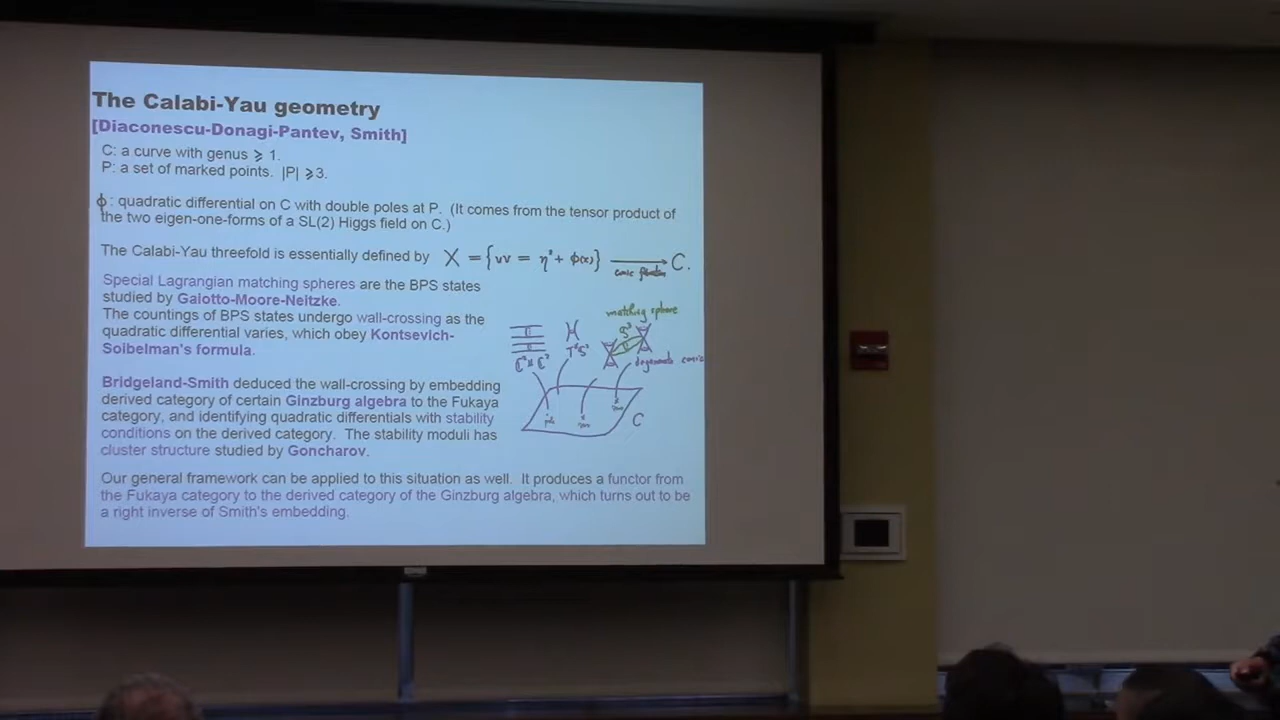 The Calabi-Yau geometry
[Diaconescu-Donagi-Pantev, Smith]
C: a curve with genus ⩾ 1.
P: a set of marked points. |P| ⩾3.
ϕ: quadratic differential on C with double poles at P. (It comes from the tensor product of
the two eigen-one-forms of a SL(2) Higgs field on C.)
The Calabi-Yau threefold is essentially defined by X = {uv = η² + ϕ(x)} → C.
conic fibration
Special Lagrangian matching spheres are the BPS states
studied by Gaiotto-Moore-Neitzke.
The countings of BPS states undergo wall-crossing as the
quadratic differential varies, which obey Kontsevich-
Soibelman's formula.
matching sphere
S³
T*S²
degenerate conic
C
Bridgeland-Smith deduced the wall-crossing by embedding
derived category of certain Ginzburg algebra to the Fukaya
category, and identifying quadratic differentials with stability
conditions on the derived category. The stability moduli has
cluster structure studied by Goncharov.
Our general framework can be applied to this situation as well. It produces a functor from
the Fukaya category to the derived category of the Ginzburg algebra, which turns out to be
a right inverse of Smith's embedding.